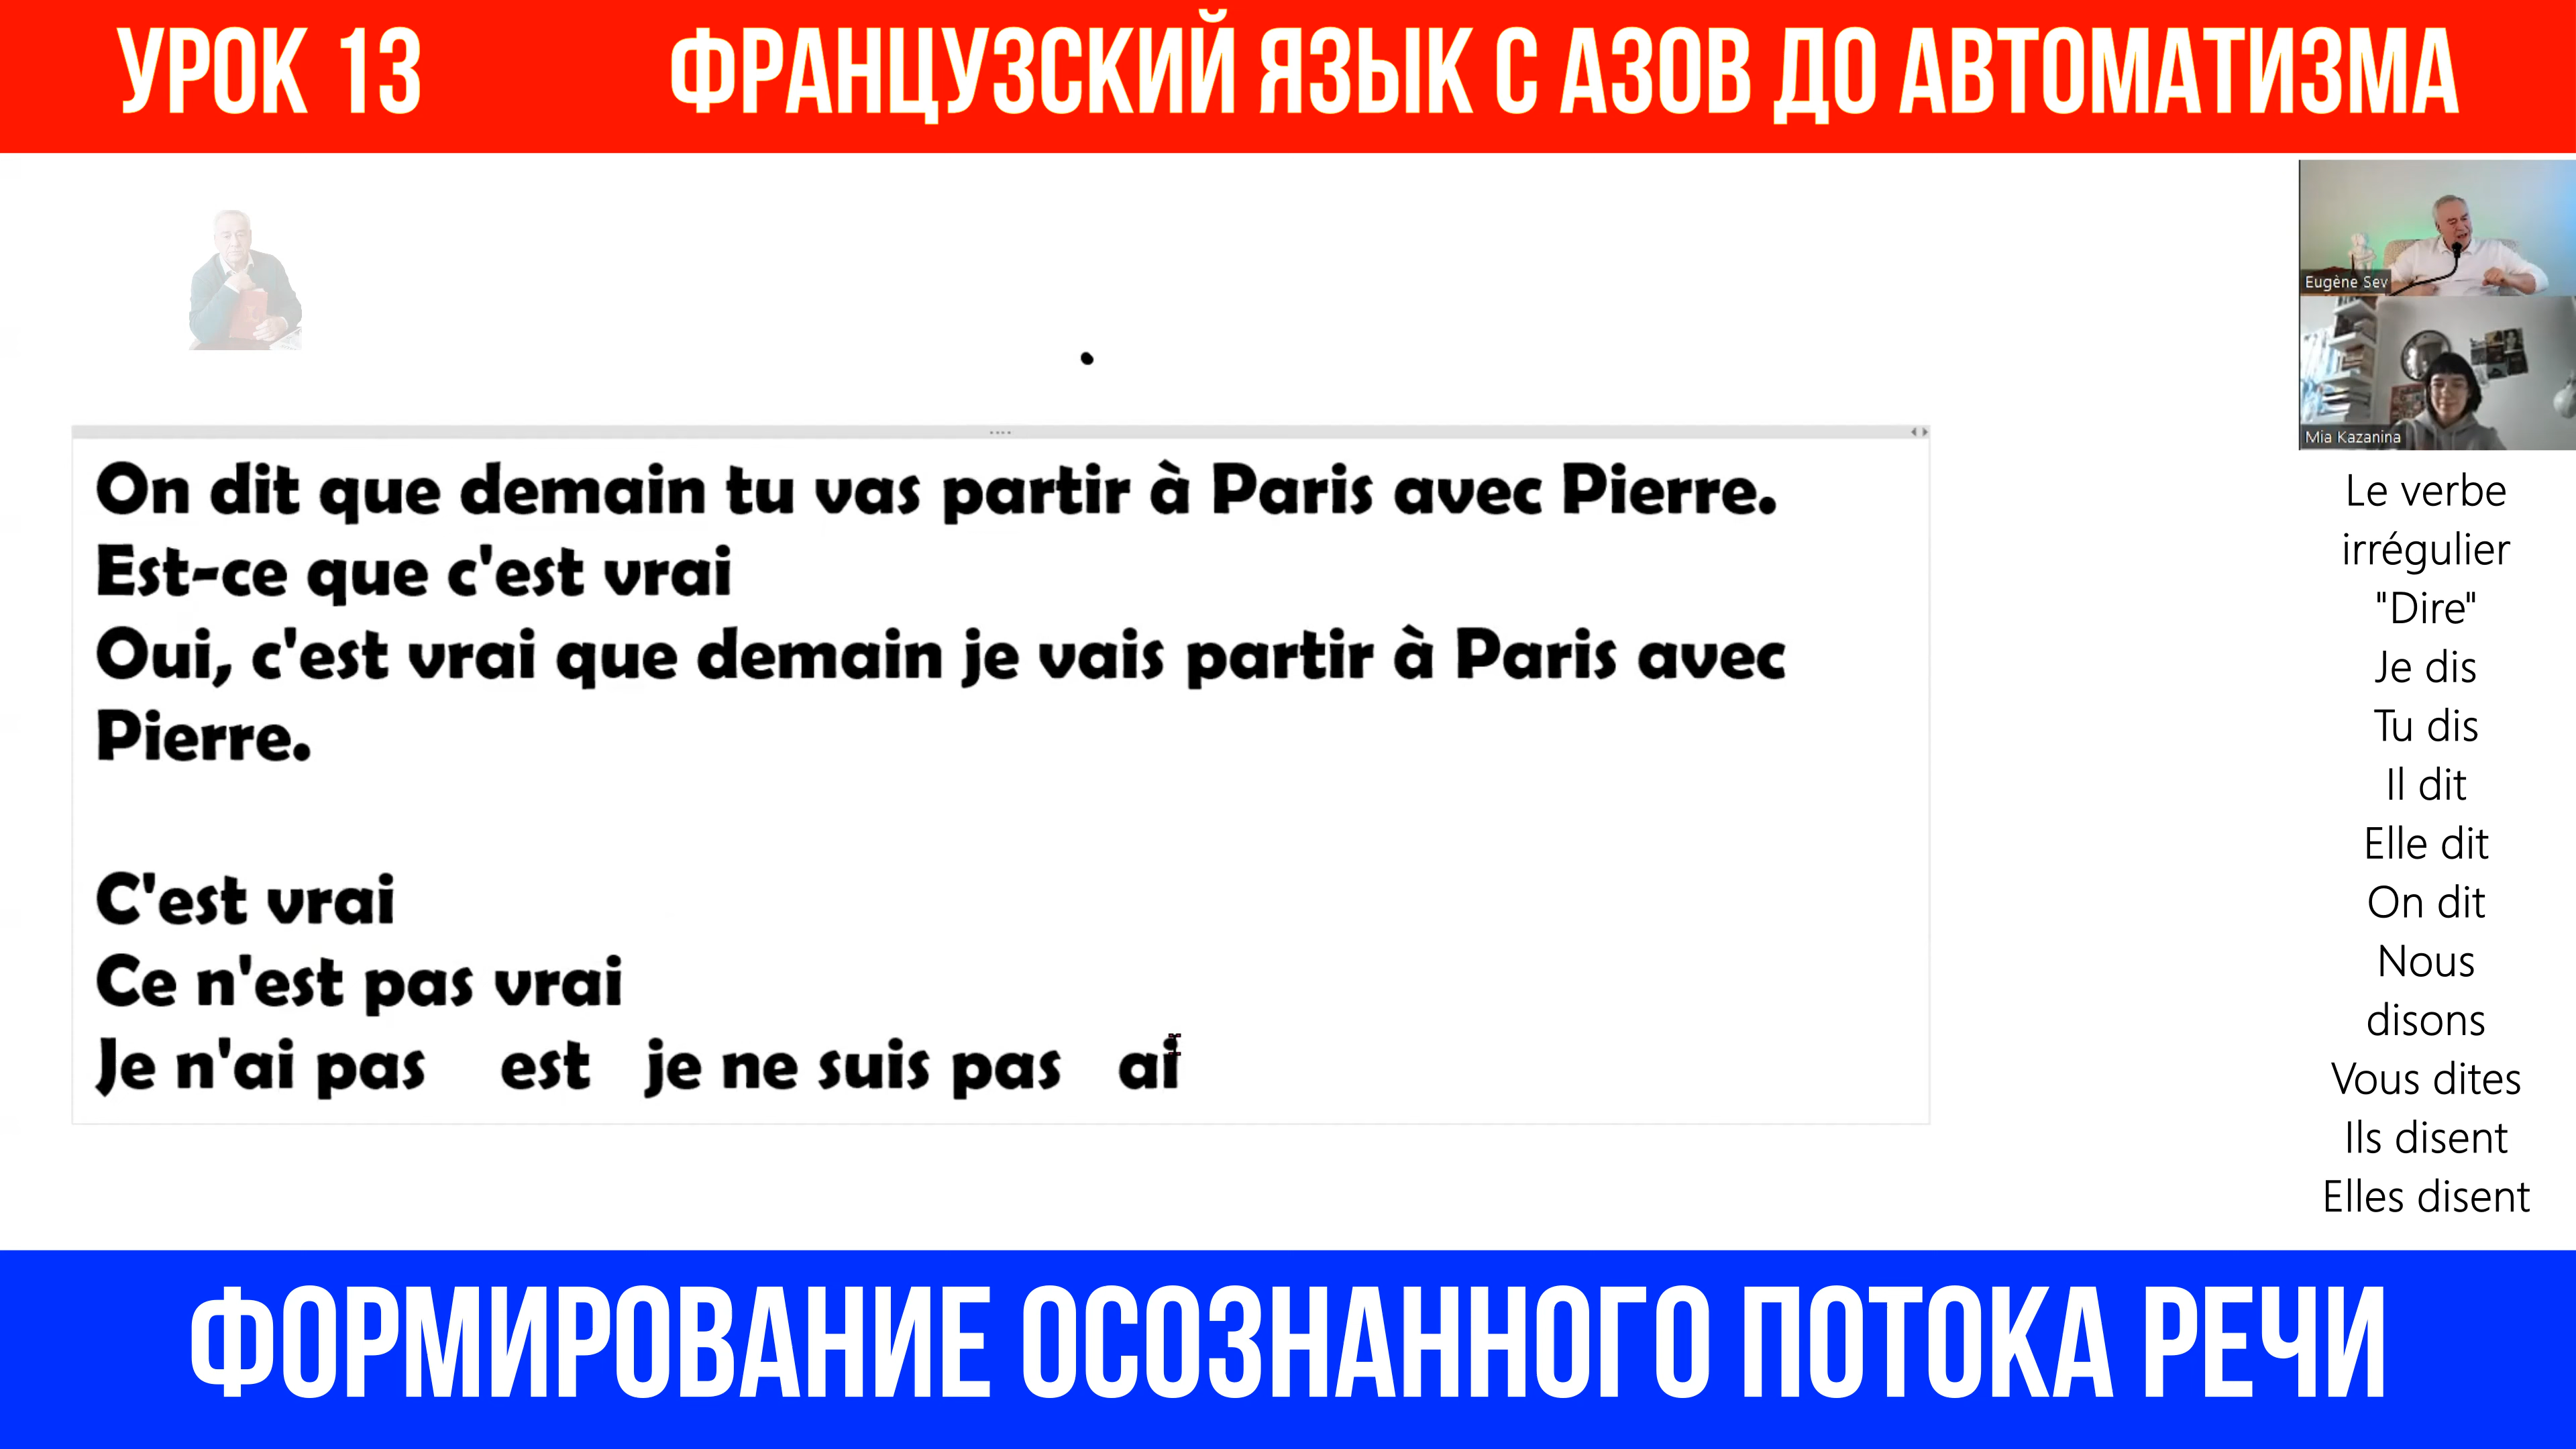 УРОК 13 ФРАНЦУЗСКИЙ ЯЗЫК С АЗОВ ДО АВТОМАТИЗМА
Eugène Sev
Mia Kazanina
On dit que demain tu vas partir à Paris avec Pierre.
Est-ce que c'est vrai
Oui, c'est vrai que demain je vais partir à Paris avec
Pierre.
C'est vrai
Ce n'est pas vrai
Je n'ai pas est je ne suis pas ai
Le verbe
irrégulier
"Dire"
Je dis
Tu dis
Il dit
Elle dit
On dit
Nous
disons
Vous dites
Ils disent
Elles disent
ФОРМИРОВАНИЕ ОСОЗНАННОГО ПОТОКА РЕЧИ